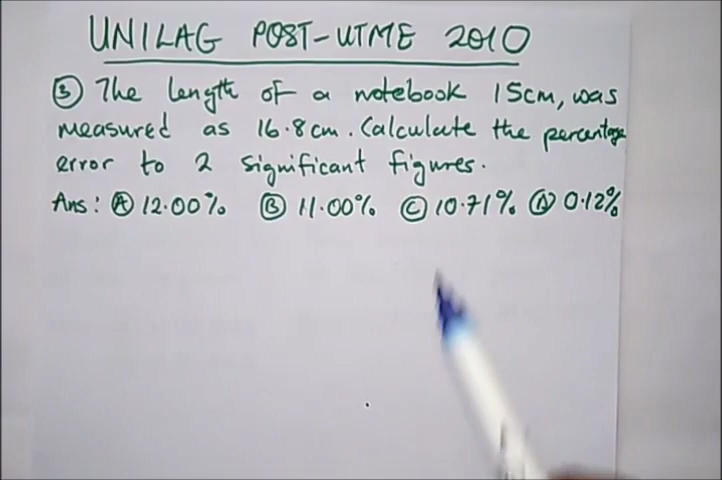 UNILAG POST-UTME 2010
③ The length of a notebook 15cm, was
measured as 16.8cm. Calculate the percentage
error to 2 significant figures.
Ans: Ⓐ 12.00% Ⓑ 11.00% Ⓒ 10.71% Ⓓ 0.12%